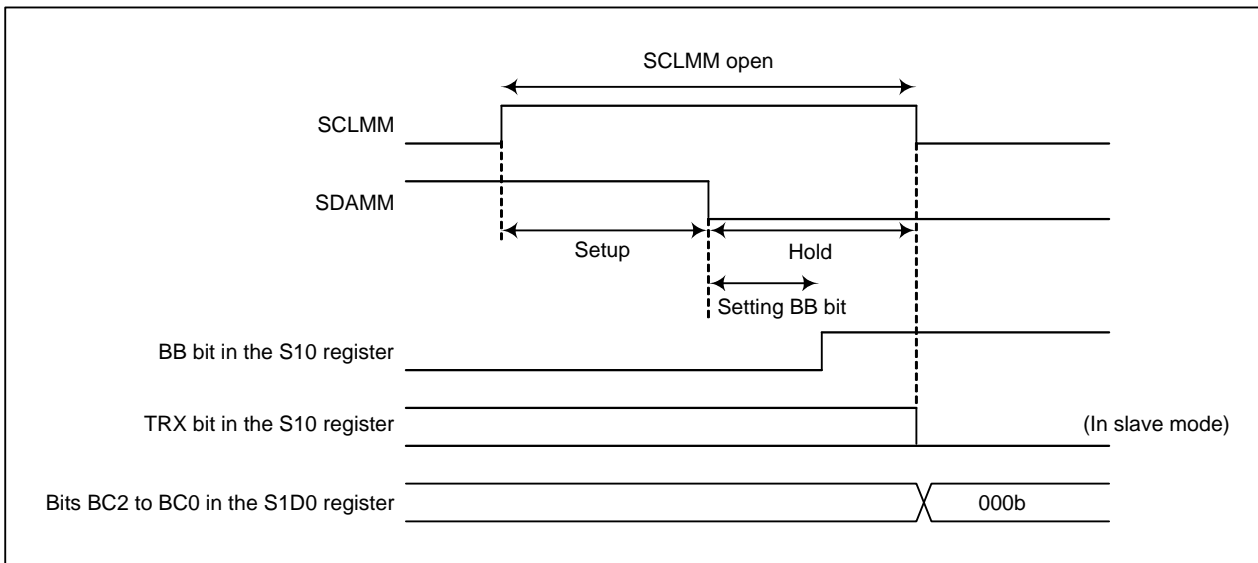 SCLMM open
SCLMM
SDAMM
Setup
Hold
Setting BB bit
BB bit in the S10 register
TRX bit in the S10 register
(In slave mode)
Bits BC2 to BC0 in the S1D0 register
000b